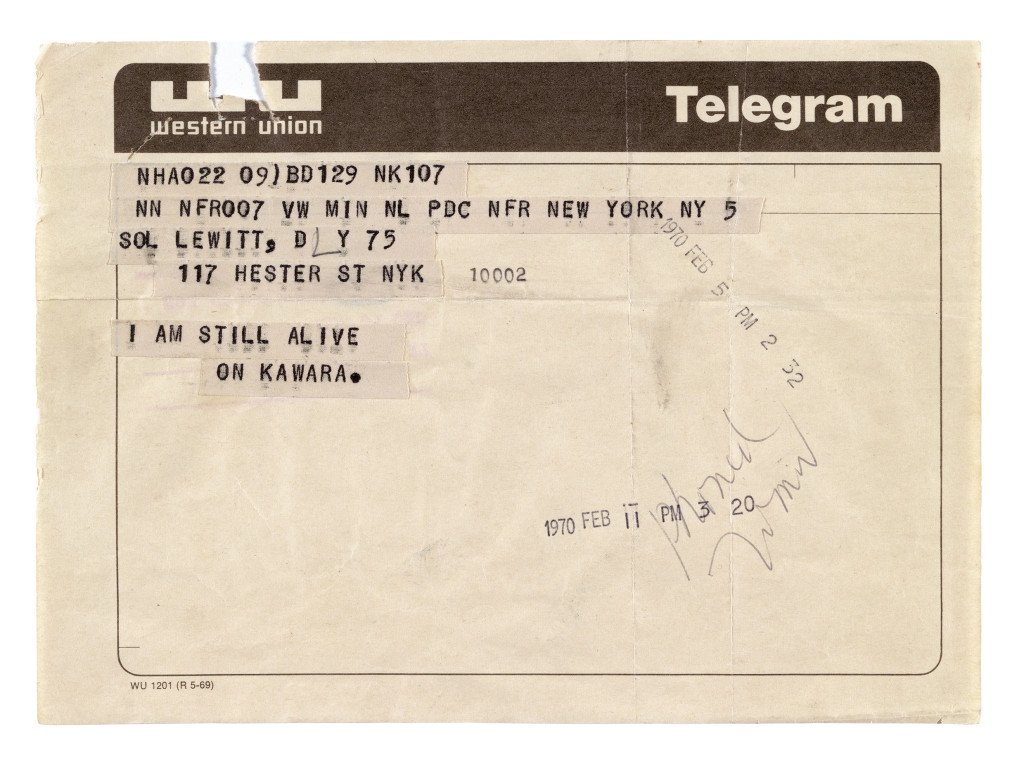 western union
Telegram
NHA022 09)BD129 NK107
NN NFR007 VW MIN NL PDC NFR NEW YORK NY 5
SOL LEWITT, DLY 75
117 HESTER ST NYK 10002
I AM STILL ALIVE
ON KAWARA.
1970 FEB 5 PM 2 32
phoned
1970 FEB 11 PM 3 20
WU 1201 (R 5-69)